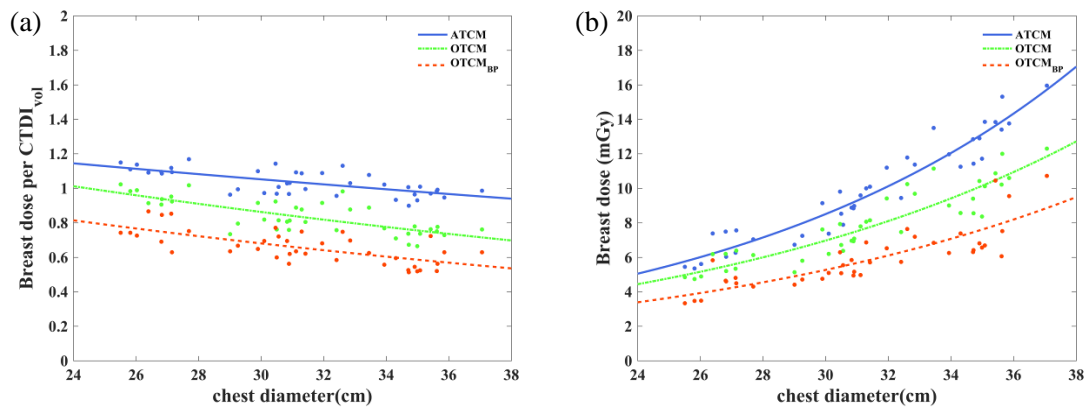 (a)
Breast dose per CTDI_vol
2
1.8
1.6
1.4
1.2
1
0.8
0.6
0.4
0.2
0
24 26 28 30 32 34 36 38
chest diameter(cm)
ATCM
OTCM
OTCM_BP
(b)
Breast dose (mGy)
20
18
16
14
12
10
8
6
4
2
0
24 26 28 30 32 34 36 38
chest diameter(cm)
ATCM
OTCM
OTCM_BP